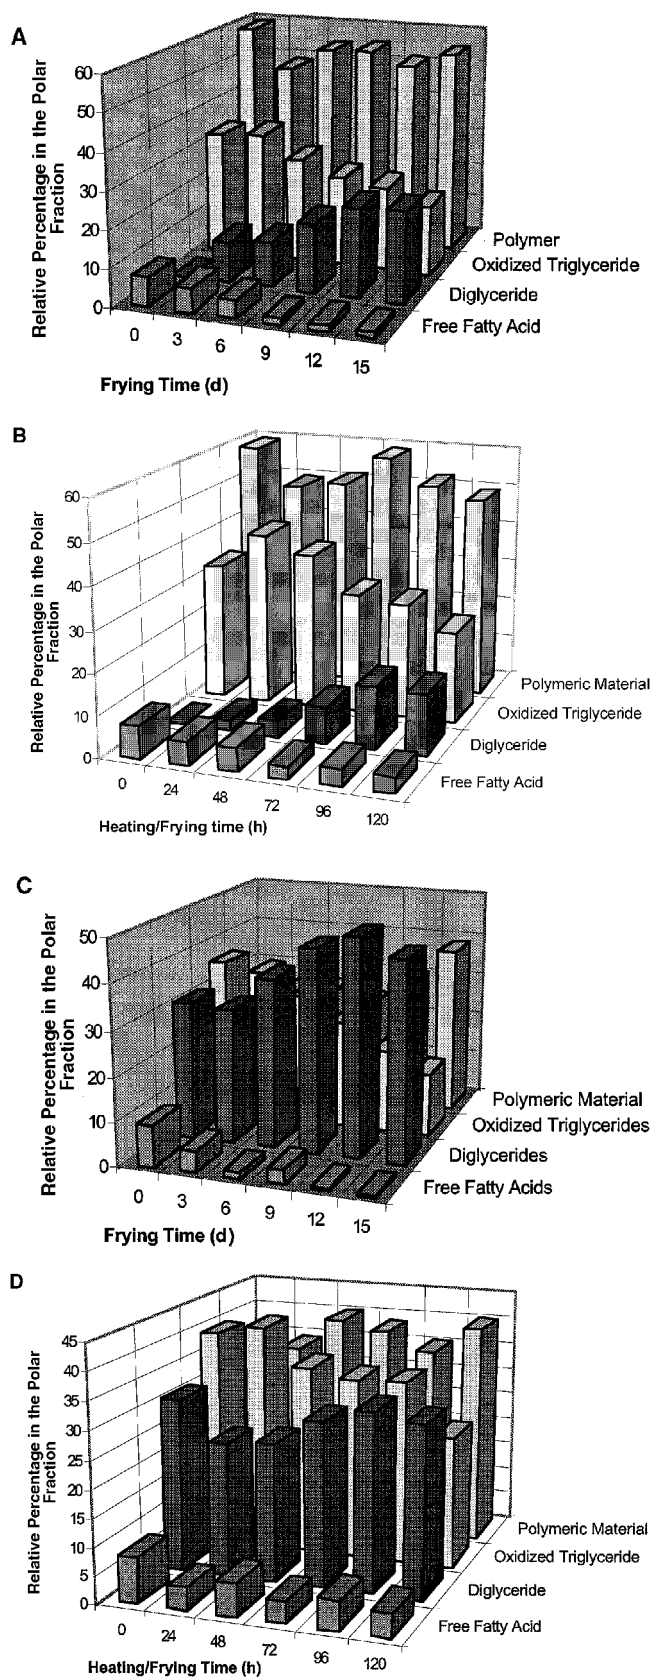 A
Relative Percentage in the Polar
Fraction
60
50
40
30
20
10
0
0
3
6
9
12
15
Polymer
Oxidized Triglyceride
Diglyceride
Free Fatty Acid
Frying Time (d)
B
Relative Percentage in the Polar
Fraction
60
50
40
30
20
10
0
0
24
48
72
96
120
Polymeric Material
Oxidized Triglyceride
Diglyceride
Free Fatty Acid
Heating/Frying time (h)
C
Relative Percentage in the Polar
Fraction
50
40
30
20
10
0
0
3
6
9
12
15
Polymeric Material
Oxidized Triglycerides
Diglycerides
Free Fatty Acids
Frying Time (d)
D
Relative Percentage in the Polar
Fraction
45
40
35
30
25
20
15
10
5
0
0
24
48
72
96
120
Polymeric Material
Oxidized Triglyceride
Diglyceride
Free Fatty Acid
Heating/Frying Time (h)